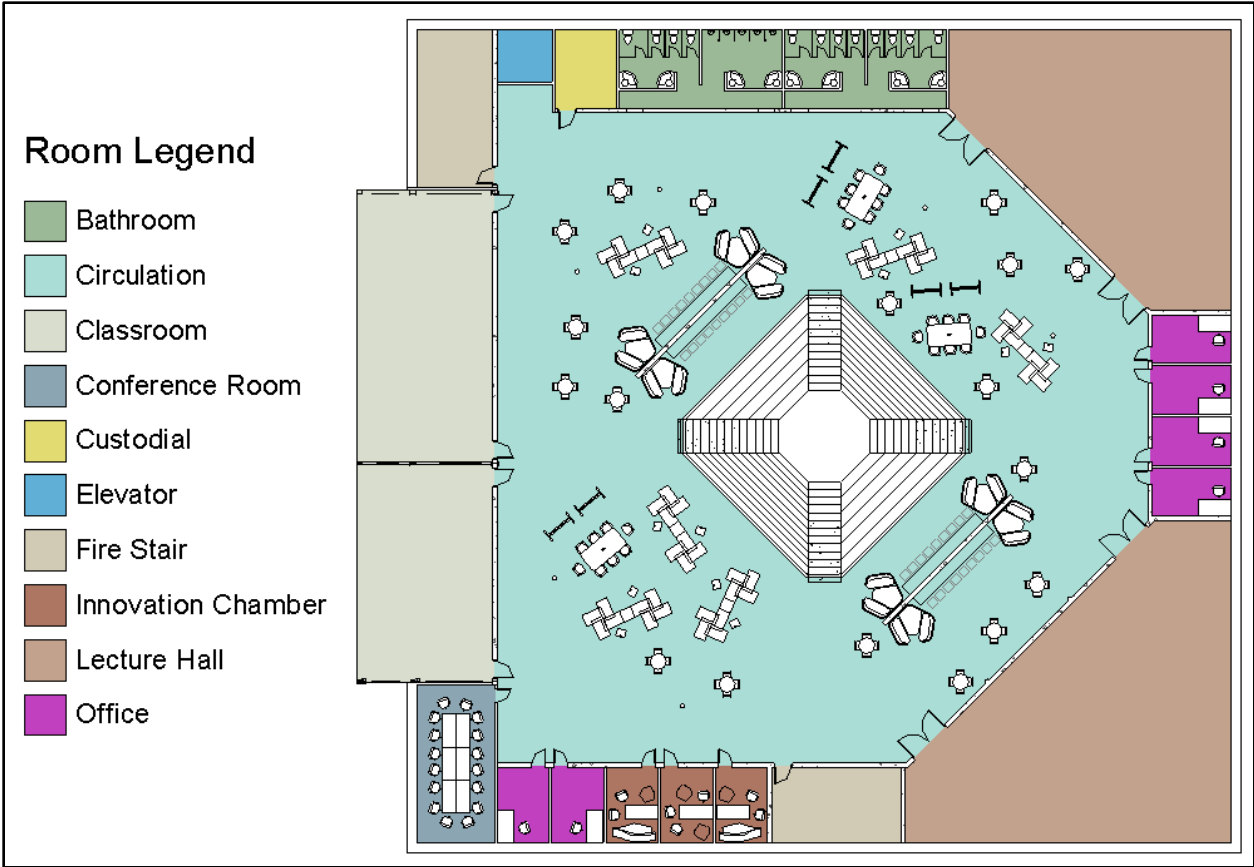 Room Legend
Bathroom
Circulation
Classroom
Conference Room
Custodial
Elevator
Fire Stair
Innovation Chamber
Lecture Hall
Office